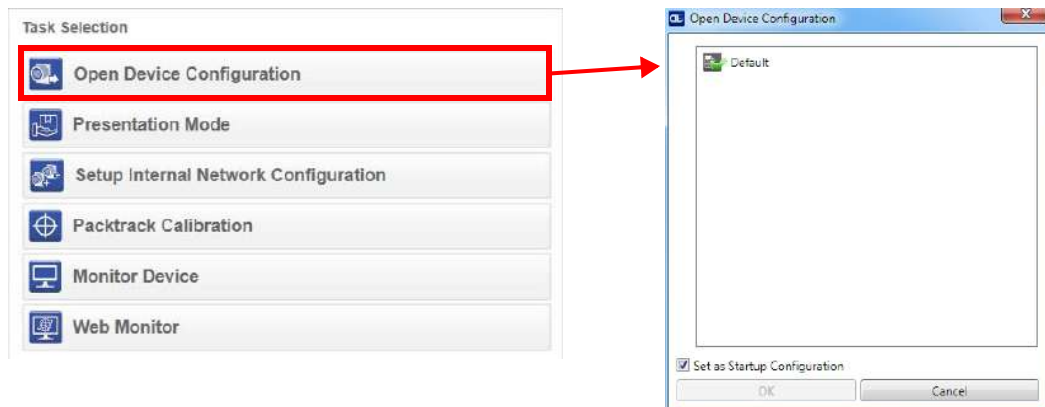 Task Selection
Open Device Configuration
Presentation Mode
Setup Internal Network Configuration
Packtrack Calibration
Monitor Device
Web Monitor
Open Device Configuration
Default
Set as Startup Configuration
OK
Cancel